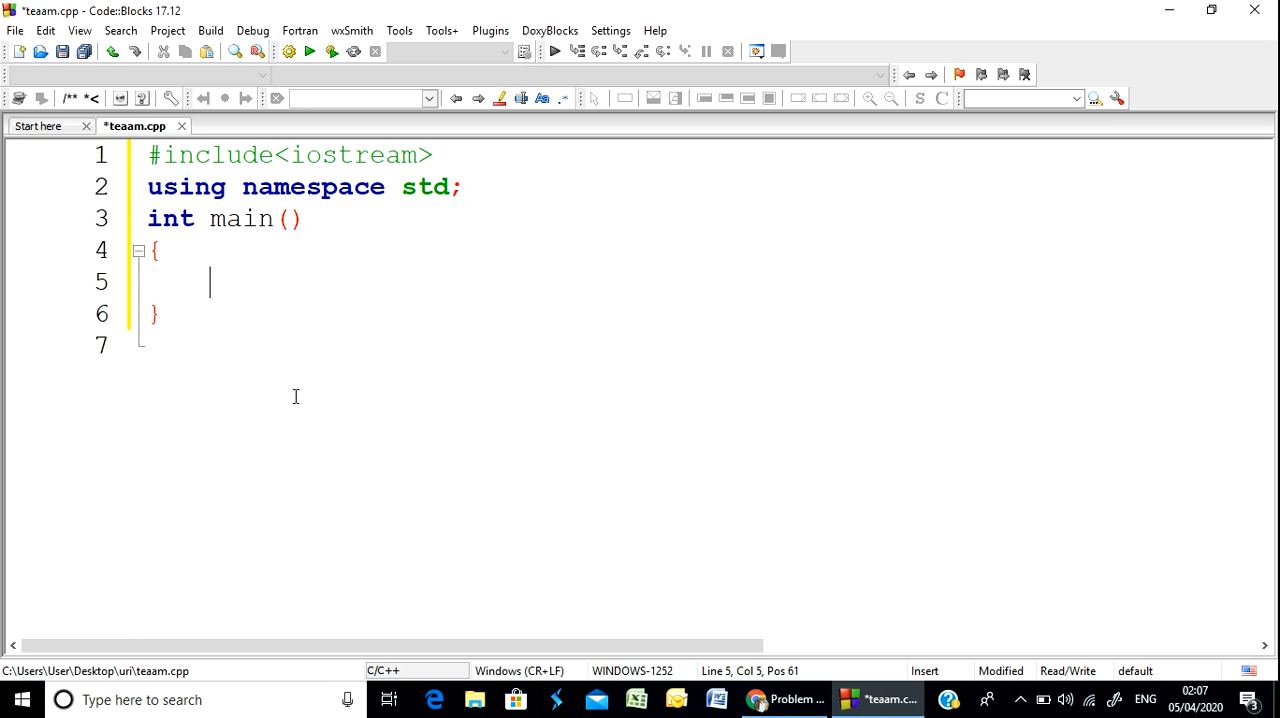 *teaam.cpp - Code::Blocks 17.12
File Edit View Search Project Build Debug Fortran wxSmith Tools Tools+ Plugins DoxyBlocks Settings Help
/** *<
S C
Start here *teaam.cpp
1 #include<iostream>
2 using namespace std;
3 int main()
4 {
5
6 }
7
C:\Users\User\Desktop\uri\teaam.cpp C/C++ Windows (CR+LF) WINDOWS-1252 Line 5, Col 5, Pos 61 Insert Modified Read/Write default
Type here to search Problem ... *teaam.c... ENG 02:07
05/04/2020 3